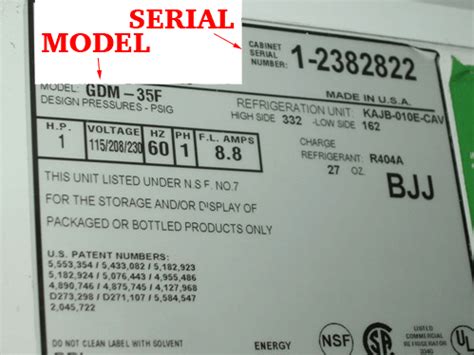 SERIAL
MODEL
CABINET
SERIAL
NUMBER: 1-2382822
MADE IN U.S.A.
MODEL: GDM-35F
REFRIGERATION UNIT KAJB-010E-CAV
DESIGN PRESSURES - PSIG HIGH SIDE 332 -LOW SIDE 162
H.P. VOLTAGE HZ PH F.L. AMPS
1 115/208/230 60 1 8.8
CHARGE
REFRIGERANT: R404A
27 OZ.
BJJ
THIS UNIT LISTED UNDER N.S.F. NO.7
FOR THE STORAGE AND/OR DISPLAY OF
PACKAGED OR BOTTLED PRODUCTS ONLY
U.S. PATENT NUMBERS:
5,553,354 / 5,433,082 / 5,182,923
5,182,924 / 5,076,443 / 4,955,486
4,890,746 / 4,875,745 / 4,127,968
D273,298 / D271,107 / 5,584,547
2,045,722
DO NOT CLEAN LABEL WITH SOLVENT
ENERGY
NSF
SA
COMMERCIAL
REFRIGERATOR
UL